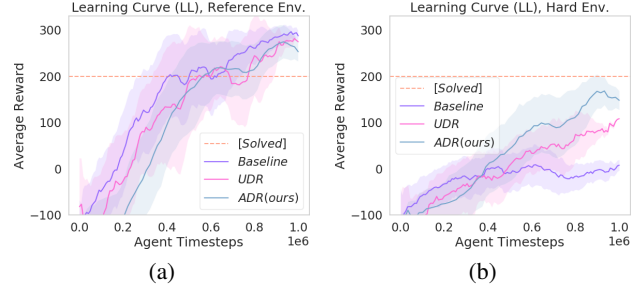 Learning Curve (LL), Reference Env.
Average Reward
300
200
100
0
−100
[Solved]
Baseline
UDR
ADR(ours)
0.0 0.2 0.4 0.6 0.8 1.0
1e6
Agent Timesteps
(a)
Learning Curve (LL), Hard Env.
Average Reward
300
200
100
0
−100
[Solved]
Baseline
UDR
ADR(ours)
0.0 0.2 0.4 0.6 0.8 1.0
1e6
Agent Timesteps
(b)